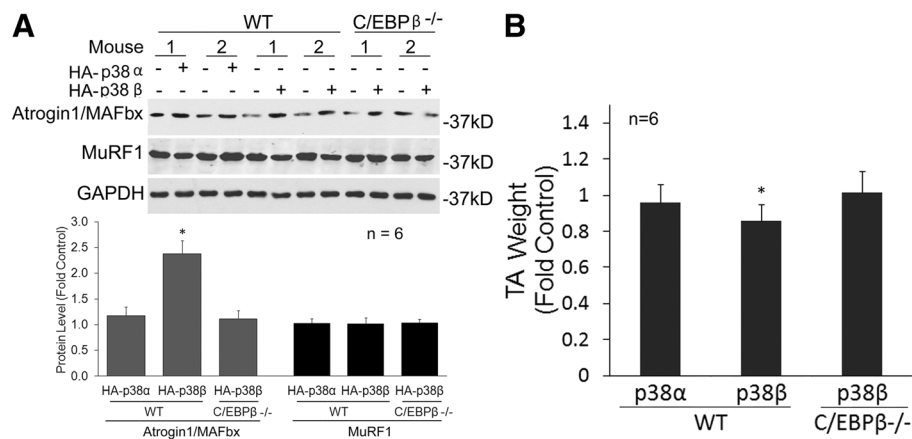 A
WT C/EBPβ-/-
Mouse 1 2 1 2 1 2
HA-p38α - + - +
HA-p38β - + - + - + - +
Atrogin1/MAFbx -37kD
MuRF1 -37kD
GAPDH -37kD
n = 6
Protein Level (Fold Control)
3.0
2.5
2.0
1.5
1.0
0.5
0.0
*
HA-p38α HA-p38β HA-p38β HA-p38α HA-p38β HA-p38β
WT C/EBPβ -/- WT C/EBPβ -/-
Atrogin1/MAFbx MuRF1
B
n=6
TA Weight
(Fold Control)
1.4
1.2
1
0.8
0.6
0.4
0.2
0
*
p38α p38β p38β
WT C/EBPβ-/-